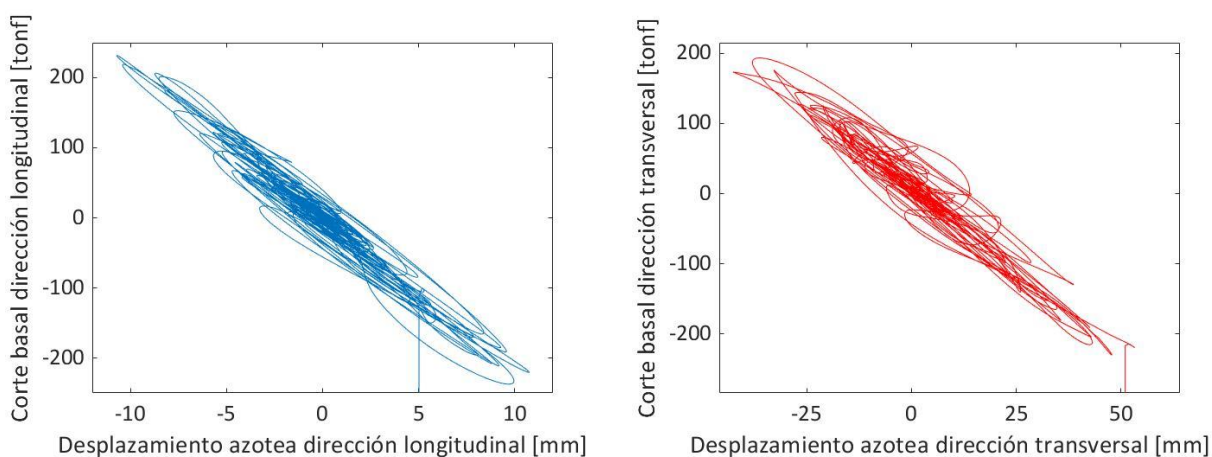 Corte basal dirección longitudinal [tonf]
200
100
0
-100
-200
-10 -5 0 5 10
Desplazamiento azotea dirección longitudinal [mm]
Corte basal dirección transversal [tonf]
200
100
0
-100
-200
-25 0 25 50
Desplazamiento azotea dirección transversal [mm]